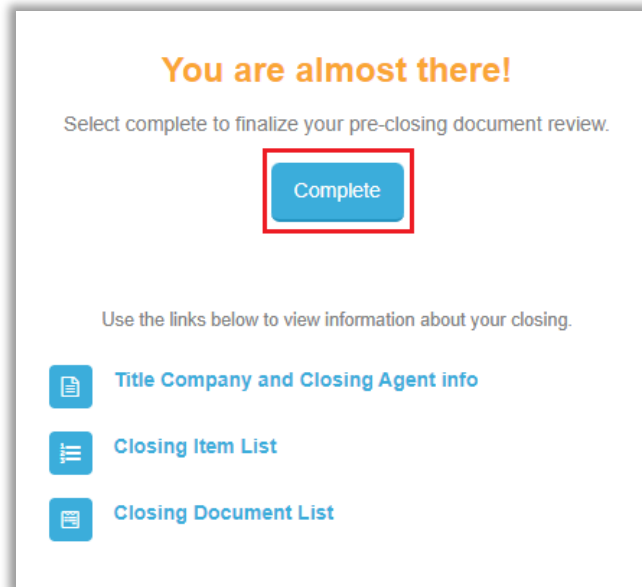 You are almost there!
Select complete to finalize your pre-closing document review.
Complete
Use the links below to view information about your closing.
Title Company and Closing Agent info
Closing Item List
Closing Document List